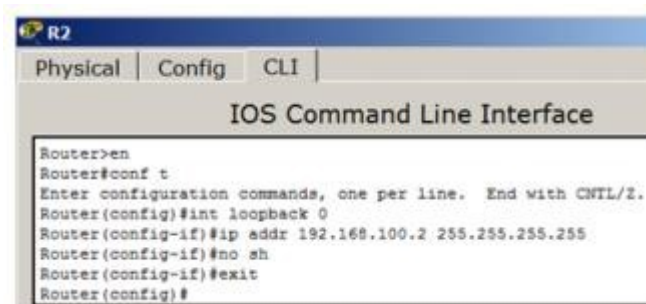 R2
Physical Config CLI
IOS Command Line Interface
Router>en
Router#conf t
Enter configuration commands, one per line.  End with CNTL/Z.
Router(config)#int loopback 0
Router(config-if)#ip addr 192.168.100.2 255.255.255.255
Router(config-if)#no sh
Router(config-if)#exit
Router(config)#